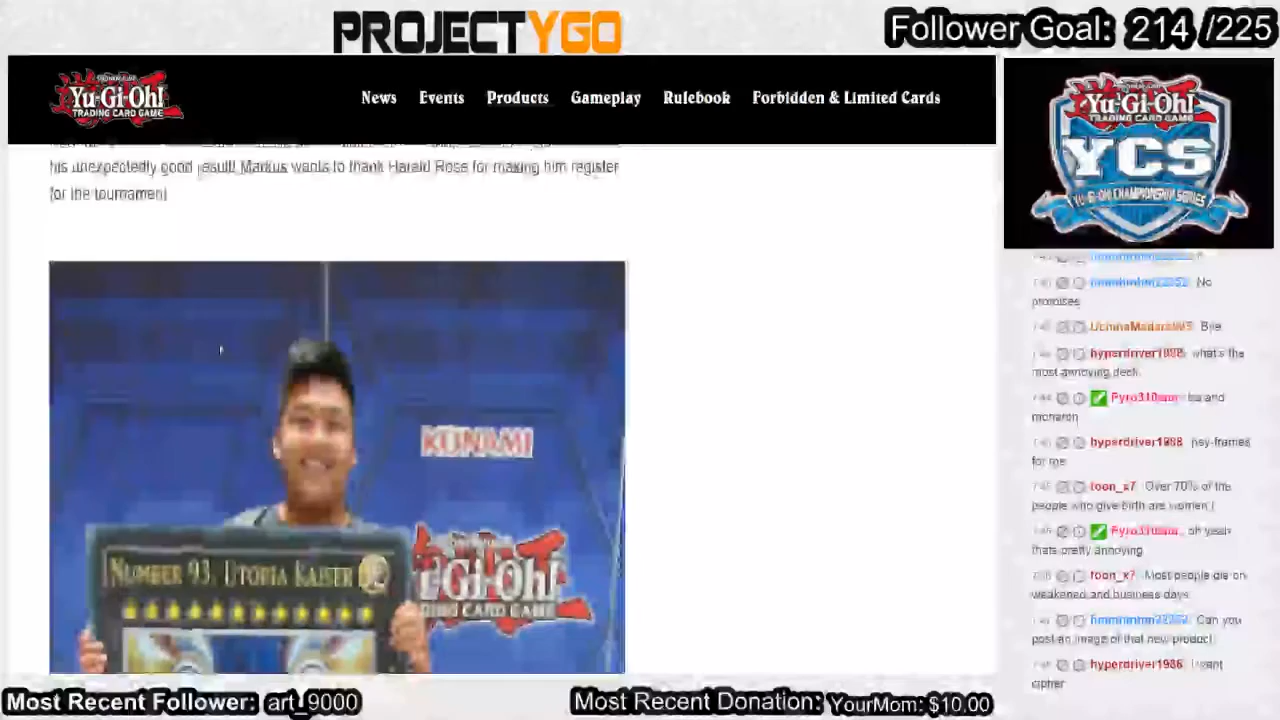 PROJECTYGO
Follower Goal: 214 /225
Yu-Gi-Oh!
TRADING CARD GAME
News Events Products Gameplay Rulebook Forbidden & Limited Cards
his unexpectedly good result! Markus wants to thank Harald Rose for making him register
for the tournament
KONAMI
NUMBER 93: UTOPIA KAISER
Yu-Gi-Oh!
TRADING CARD GAME
Yu-Gi-Oh!
TRADING CARD GAME
YCS
YU-GI-OH! CHAMPIONSHIP SERIES
No
promises
Bye
hyperdriver1986 what's the
most annoying deck
and
monarch
hyperdriver1986 psy-frames
for me
toon_x7 Over 70% of the
people who give birth are women !
oh yeah
thats pretty annoying
toon_x7 Most people die on
weakened and business days
Can you
post an image of that new product
hyperdriver1986 I want
cipher
Most Recent Follower: art_9000
Most Recent Donation: YourMom: $10.00